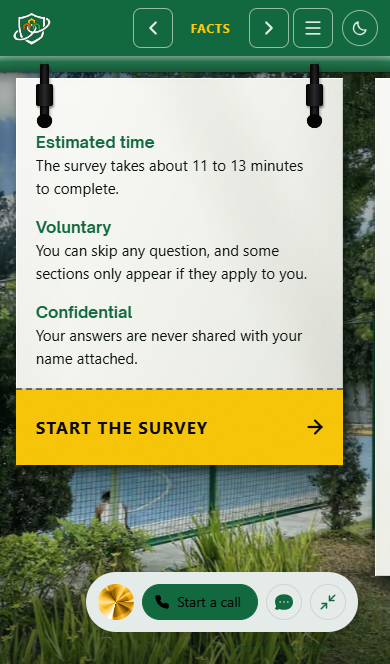 FACTS
Estimated time
The survey takes about 11 to 13 minutes
to complete.
Voluntary
You can skip any question, and some
sections only appear if they apply to you.
Confidential
Your answers are never shared with your
name attached.
START THE SURVEY
Start a call